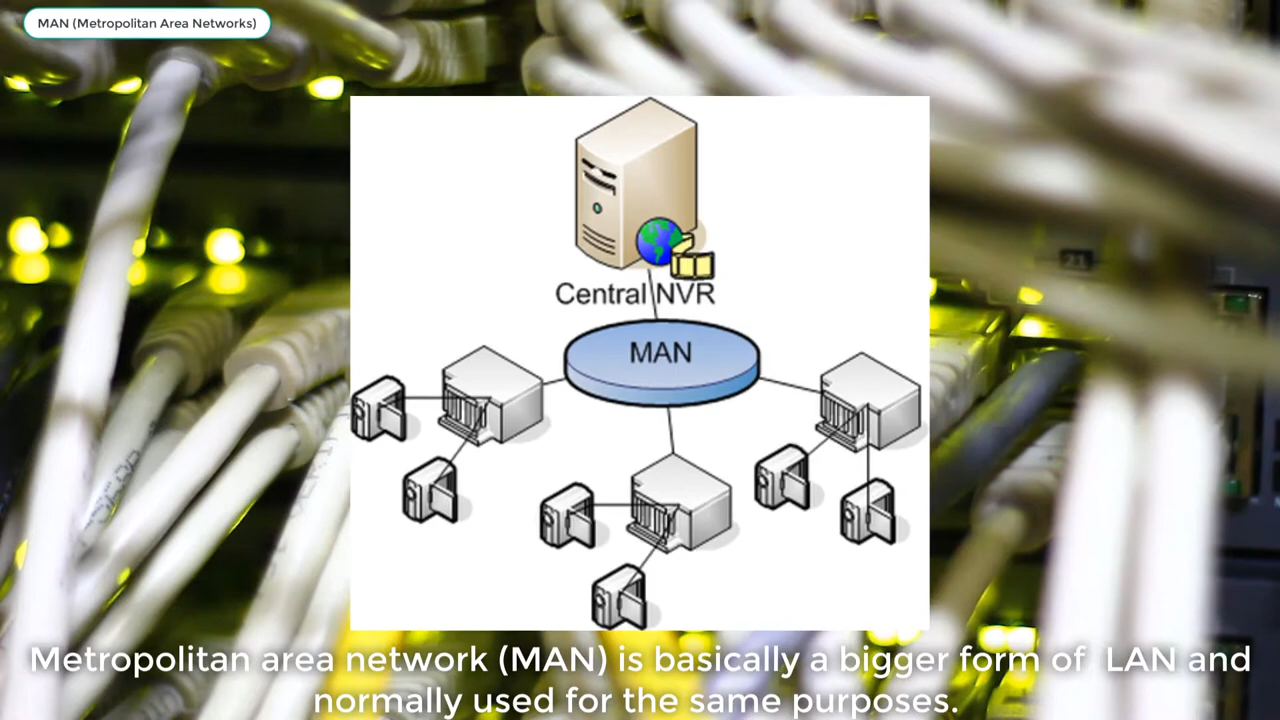 MAN (Metropolitan Area Networks)
Central NVR
MAN
21
Metropolitan area network (MAN) is basically a bigger form of  LAN and
normally used for the same purposes.